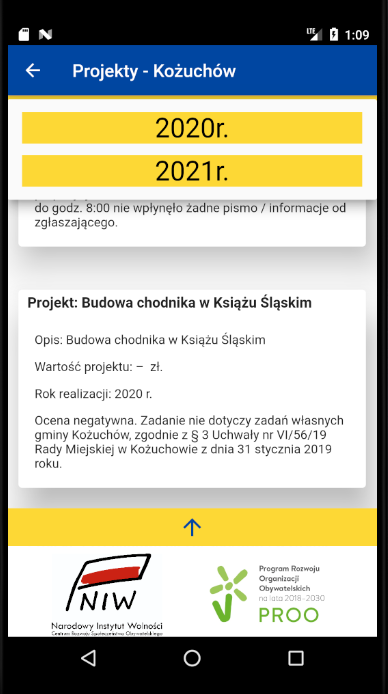 LTE 1:09
Projekty - Kożuchów
2020r.
2021r.
do godz. 8:00 nie wpłynęło żadne pismo / informacje od
zgłaszającego.
Projekt: Budowa chodnika w Książu Śląskim
Opis: Budowa chodnika w Książu Śląskim
Wartość projektu: – zł.
Rok realizacji: 2020 r.
Ocena negatywna. Zadanie nie dotyczy zadań własnych
gminy Kożuchów, zgodnie z § 3 Uchwały nr VI/56/19
Rady Miejskiej w Kożuchowie z dnia 31 stycznia 2019
roku.
NIW
Narodowy Instytut Wolności
Centrum Rozwoju Społeczeństwa Obywatelskiego
Program Rozwoju
Organizacji
Obywatelskich
na lata 2018-2030
PROO